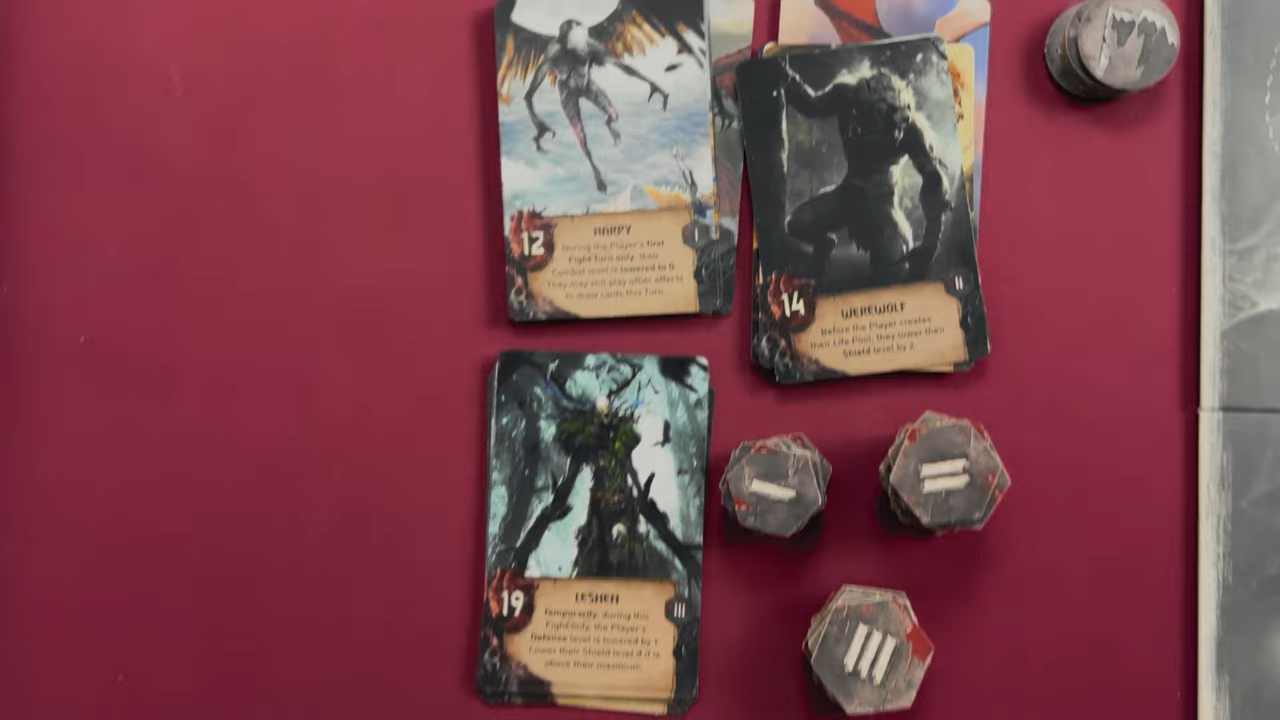 12
HARPY
I
During the Player's first
Fight Turn only, their
Combat level is lowered to 0.
They may still play other effects
to draw cards this Turn.
14
WEREWOLF
II
Before the Player creates
their Life Pool, they lower their
Shield level by 2.
19
LESHEN
III
Temporarily, during this
Fight only, the Player's
Defense level is lowered by 1.
Lower their Shield level if it is
above their maximum.
I
II
III